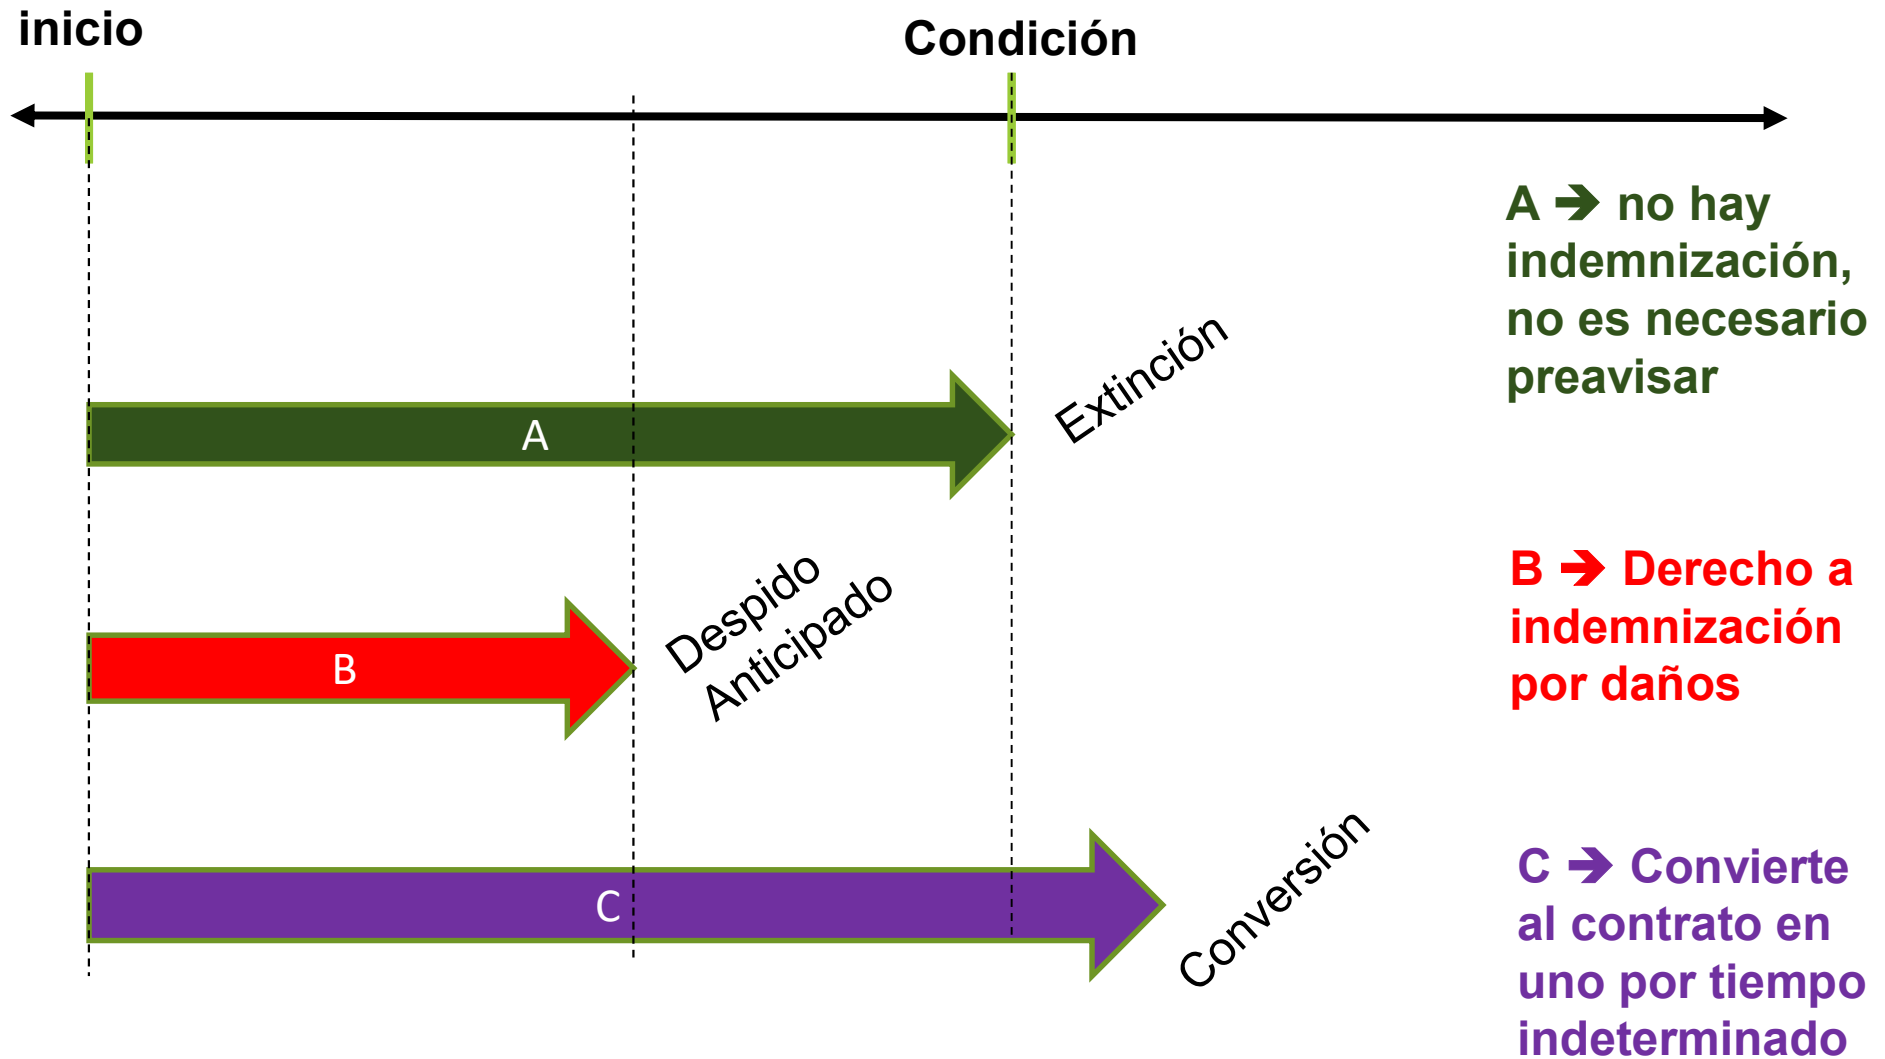 inicio
Condición
A ➔ no hay
indemnización,
no es necesario
preavisar
Extinción
A
B ➔ Derecho a
indemnización
por daños
Despido
Anticipado
B
C ➔ Convierte
al contrato en
uno por tiempo
indeterminado
Conversión
C